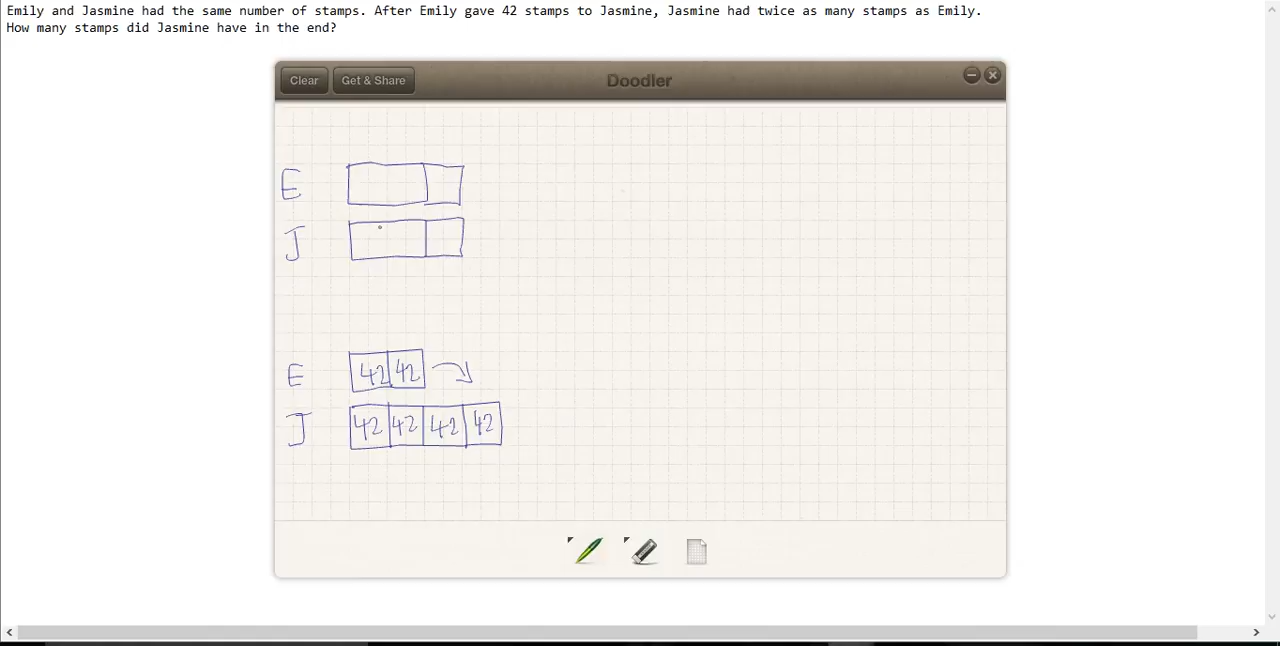 Emily and Jasmine had the same number of stamps. After Emily gave 42 stamps to Jasmine, Jasmine had twice as many stamps as Emily.
How many stamps did Jasmine have in the end?
Clear Get & Share Doodler
E
J
E 42 42
J 42 42 42 42